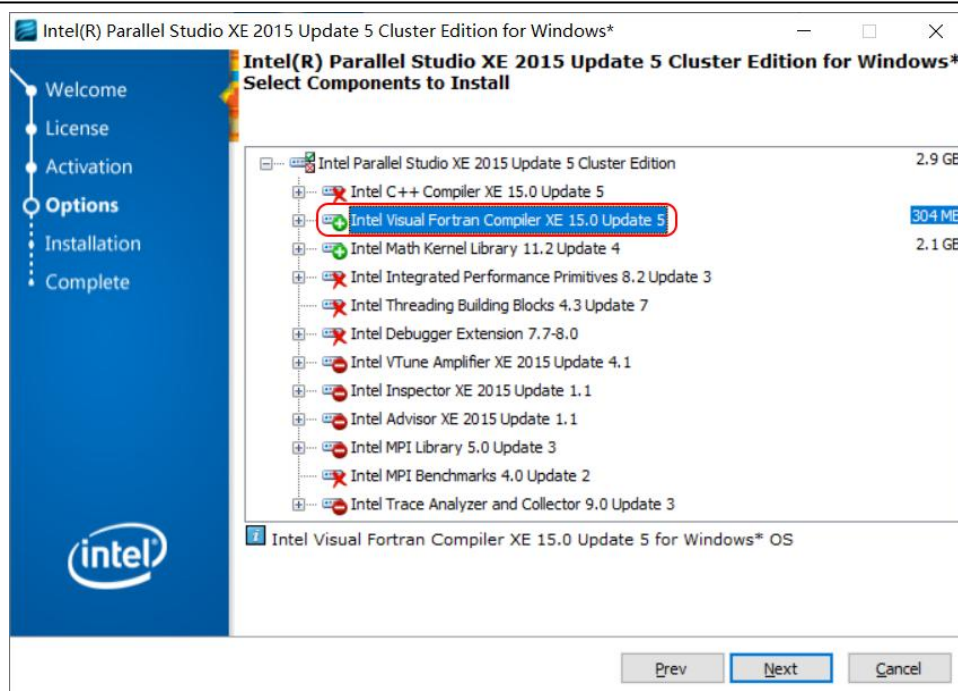 Intel(R) Parallel Studio XE 2015 Update 5 Cluster Edition for Windows*
Intel(R) Parallel Studio XE 2015 Update 5 Cluster Edition for Windows*
Select Components to Install
Welcome
License
Activation
Options
Installation
Complete
Intel Parallel Studio XE 2015 Update 5 Cluster Edition 2.9 GB
Intel C++ Compiler XE 15.0 Update 5
Intel Visual Fortran Compiler XE 15.0 Update 5 304 MB
Intel Math Kernel Library 11.2 Update 4 2.1 GB
Intel Integrated Performance Primitives 8.2 Update 3
Intel Threading Building Blocks 4.3 Update 7
Intel Debugger Extension 7.7-8.0
Intel VTune Amplifier XE 2015 Update 4.1
Intel Inspector XE 2015 Update 1.1
Intel Advisor XE 2015 Update 1.1
Intel MPI Library 5.0 Update 3
Intel MPI Benchmarks 4.0 Update 2
Intel Trace Analyzer and Collector 9.0 Update 3
Intel Visual Fortran Compiler XE 15.0 Update 5 for Windows* OS
intel
Prev Next Cancel